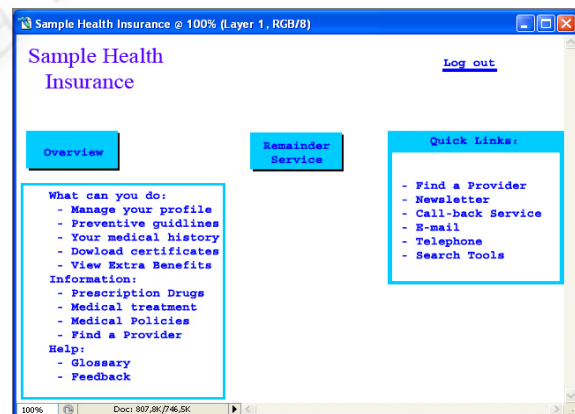 Sample Health Insurance @ 100% (Layer 1, RGB/8)
Sample Health
Insurance
Log out
Overview
Remainder
Service
Quick Links:
What can you do:
- Manage your profile
- Preventive guidlines
- Your medical history
- Dowload certificates
- View Extra Benefits
Information:
- Prescription Drugs
- Medical treatment
- Medical Policies
- Find a Provider
Help:
- Glossary
- Feedback
- Find a Provider
- Newsletter
- Call-back Service
- E-mail
- Telephone
- Search Tools
100% Doc: 807,8K/746,5K